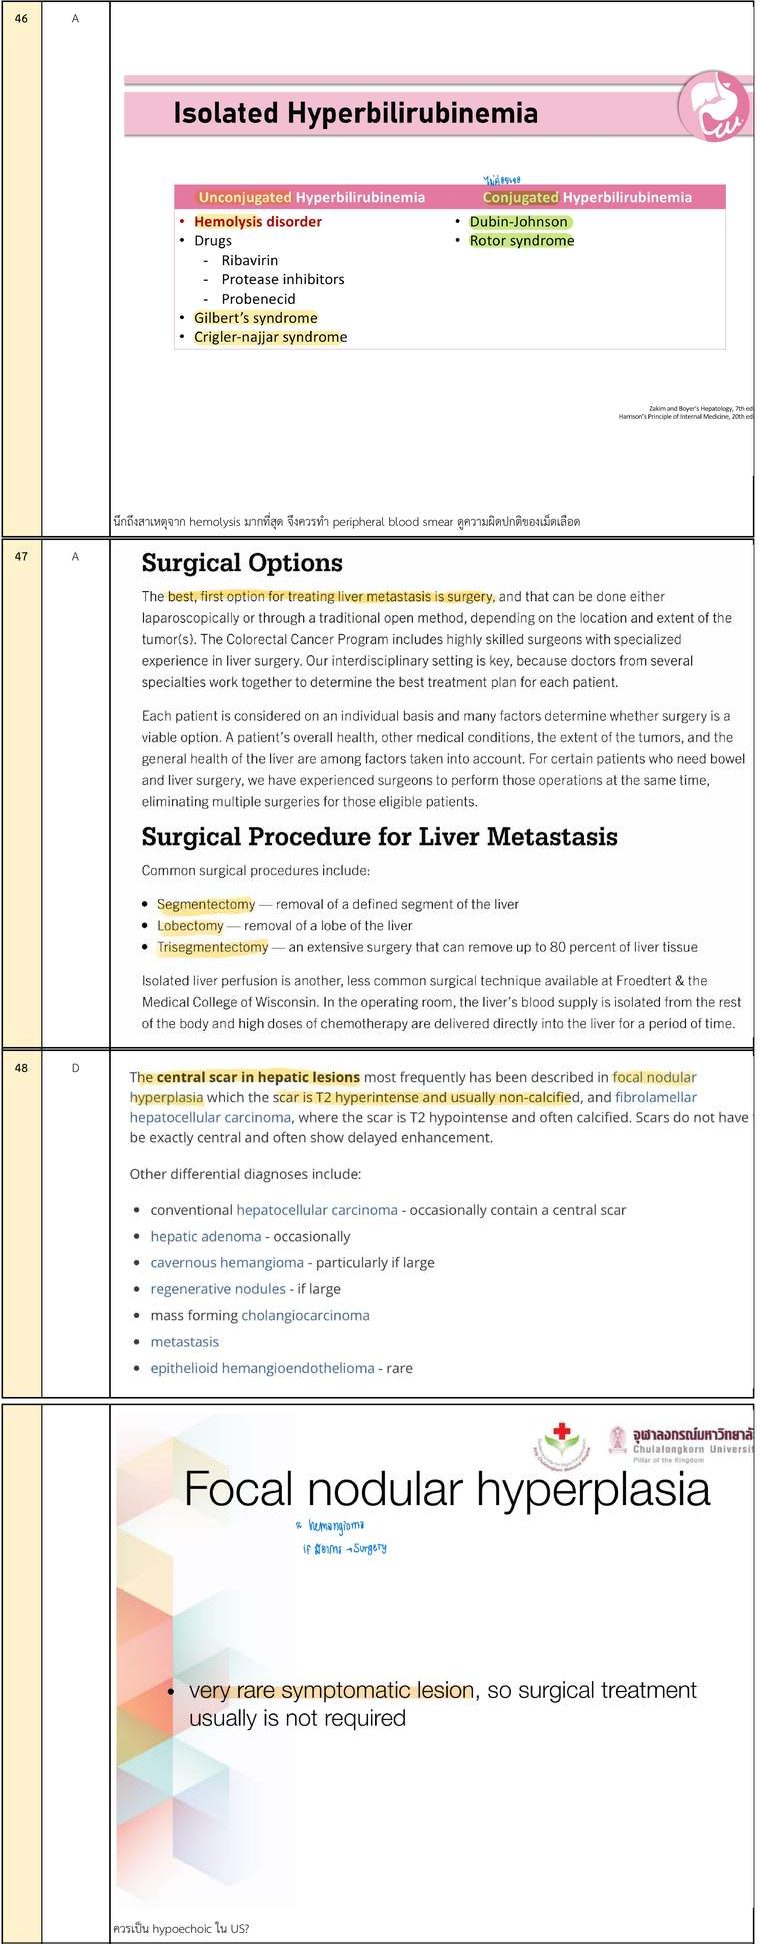 46
A
Isolated Hyperbilirubinemia
Unconjugated Hyperbilirubinemia
Conjugated Hyperbilirubinemia
• Hemolysis disorder
• Dubin-Johnson
• Drugs
• Rotor syndrome
- Ribavirin
- Protease inhibitors
- Probenecid
• Gilbert's syndrome
• Crigler-najjar syndrome
Zakim and Boyer's Hepatology, 7th ed
Harrison's Principle of Internal Medicine, 20th ed
นึกถึงสาเหตุจาก hemolysis มากที่สุด จึงควรทำ peripheral blood smear ดูความผิดปกติของเม็ดเลือด
47
A
Surgical Options
The best, first option for treating liver metastasis is surgery, and that can be done either
laparoscopically or through a traditional open method, depending on the location and extent of the
tumor(s). The Colorectal Cancer Program includes highly skilled surgeons with specialized
experience in liver surgery. Our interdisciplinary setting is key, because doctors from several
specialties work together to determine the best treatment plan for each patient.
Each patient is considered on an individual basis and many factors determine whether surgery is a
viable option. A patient's overall health, other medical conditions, the extent of the tumors, and the
general health of the liver are among factors taken into account. For certain patients who need bowel
and liver surgery, we have experienced surgeons to perform those operations at the same time,
eliminating multiple surgeries for those eligible patients.
Surgical Procedure for Liver Metastasis
Common surgical procedures include:
• Segmentectomy — removal of a defined segment of the liver
• Lobectomy — removal of a lobe of the liver
• Trisegmentectomy — an extensive surgery that can remove up to 80 percent of liver tissue
Isolated liver perfusion is another, less common surgical technique available at Froedtert & the
Medical College of Wisconsin. In the operating room, the liver's blood supply is isolated from the rest
of the body and high doses of chemotherapy are delivered directly into the liver for a period of time.
48
D
The central scar in hepatic lesions most frequently has been described in focal nodular
hyperplasia which the scar is T2 hyperintense and usually non-calcified, and fibrolamellar
hepatocellular carcinoma, where the scar is T2 hypointense and often calcified. Scars do not have
be exactly central and often show delayed enhancement.
Other differential diagnoses include:
• conventional hepatocellular carcinoma - occasionally contain a central scar
• hepatic adenoma - occasionally
• cavernous hemangioma - particularly if large
• regenerative nodules - if large
• mass forming cholangiocarcinoma
• metastasis
• epithelioid hemangioendothelioma - rare
จุฬาลงกรณ์มหาวิทยาลั
Chulalongkorn Universit
Pillar of the Kingdom
Focal nodular hyperplasia
hemangioma
if มีอาการ → Surgery
• very rare symptomatic lesion, so surgical treatment
usually is not required
ควรเป็น hypoechoic ใน US?